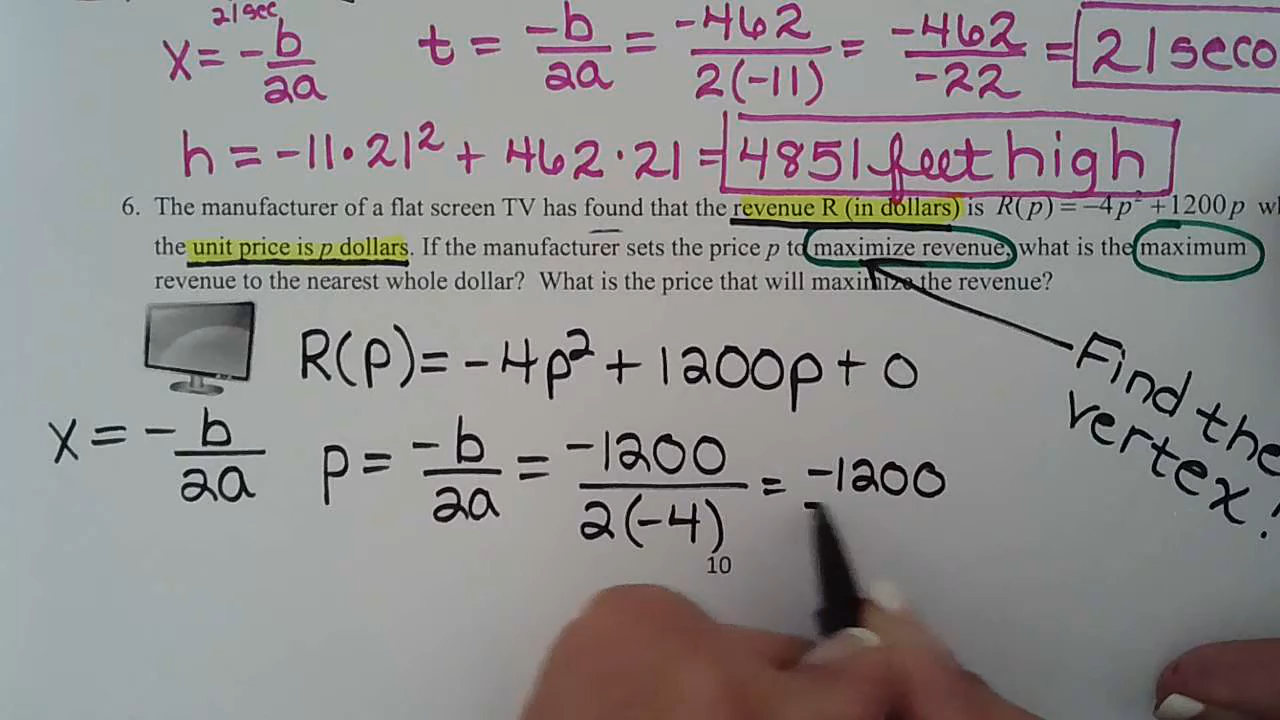 21 sec
x = -b/2a t = -b/2a = -462/2(-11) = -462/-22 = 21 seco
h = -11·21² + 462·21 = 4851 feet high
6. The manufacturer of a flat screen TV has found that the revenue R (in dollars) is R(p) = -4p² + 1200p w
the unit price is p dollars. If the manufacturer sets the price p to maximize revenue, what is the maximum
revenue to the nearest whole dollar? What is the price that will maximize the revenue?
R(p) = -4p² + 1200p + 0
Find the
vertex!
x = -b/2a p = -b/2a = -1200/2(-4) = -1200
10